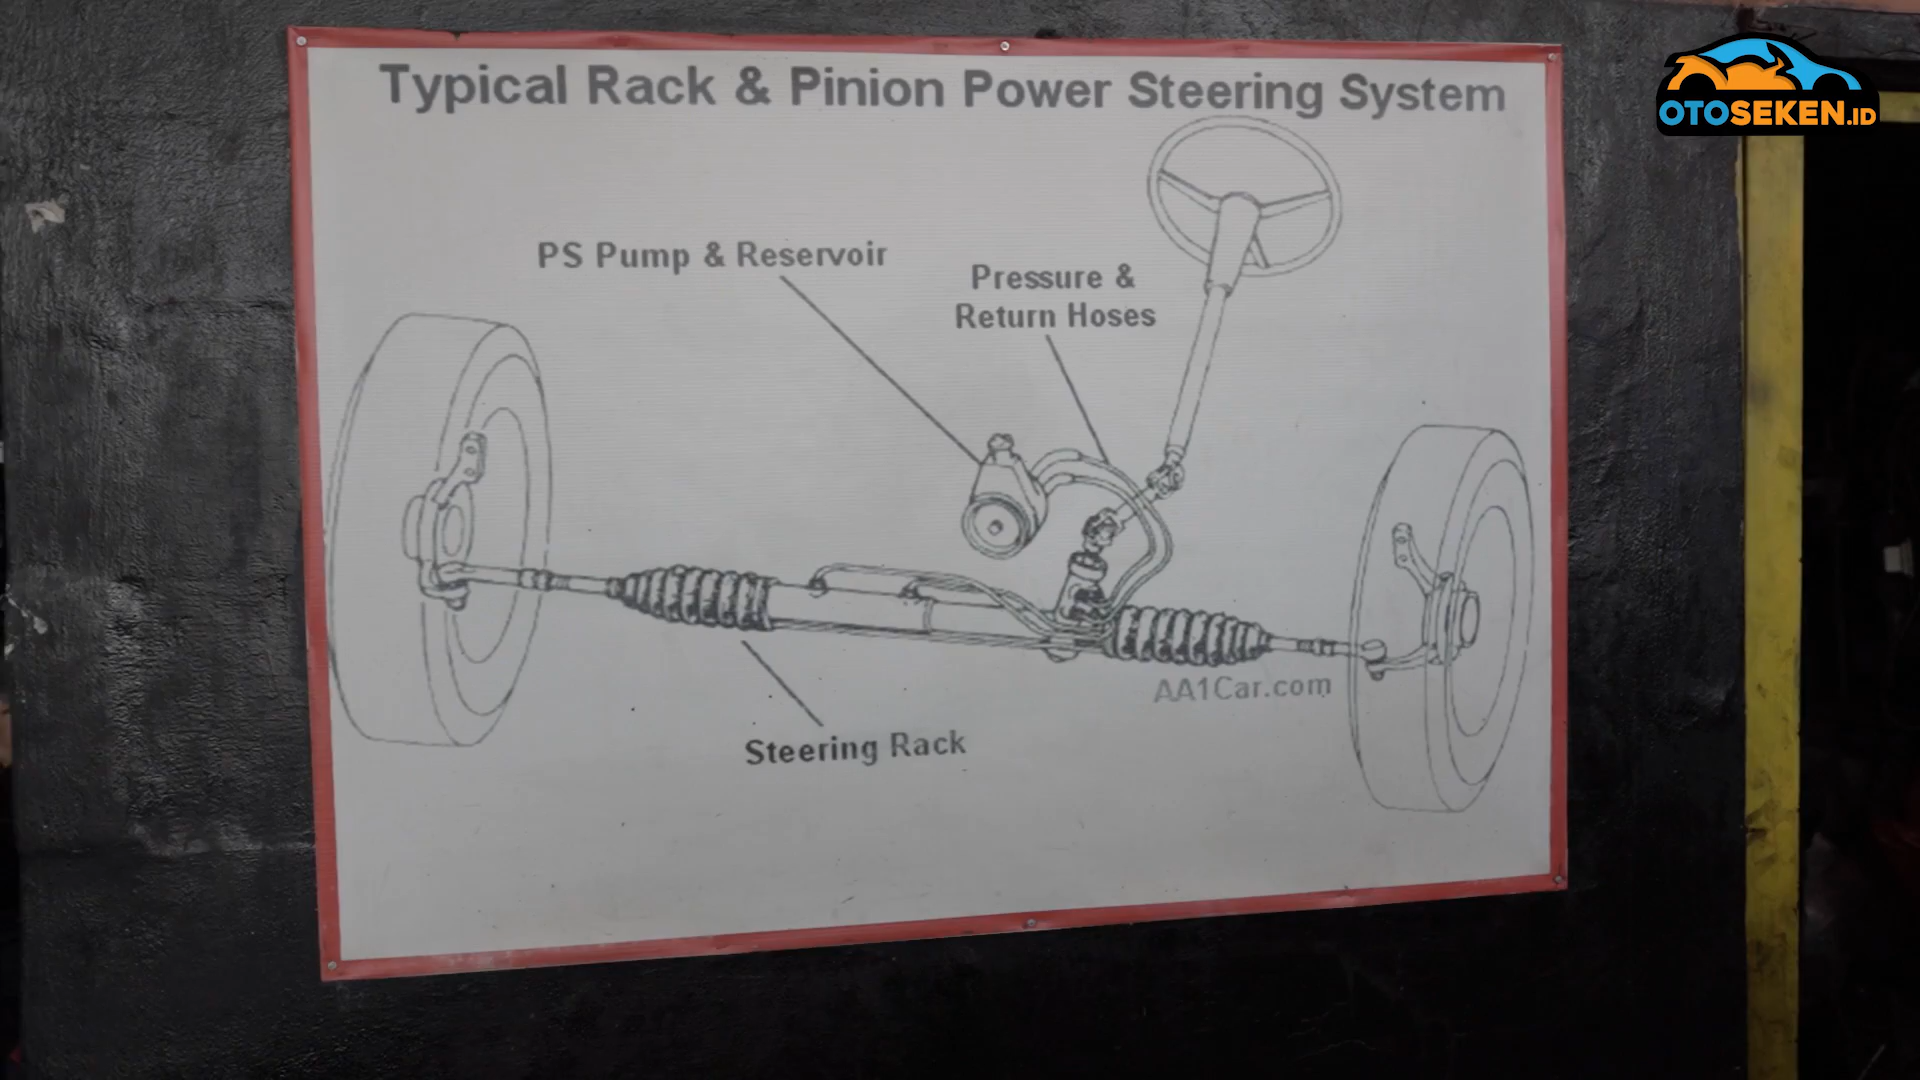 Typical Rack & Pinion Power Steering System
OTOSEKEN.ID
PS Pump & Reservoir
Pressure &
Return Hoses
AA1Car.com
Steering Rack